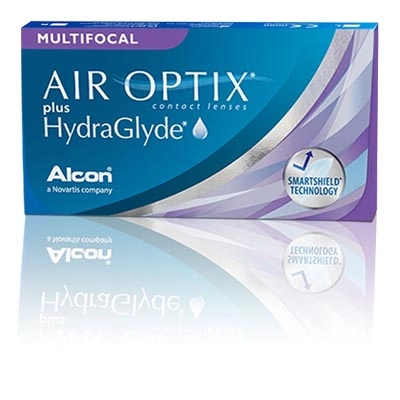 MULTIFOCAL
AIR OPTIX*
contact lenses
plus
HydraGlyde*
Alcon
a Novartis company
SMARTSHIELD*
TECHNOLOGY